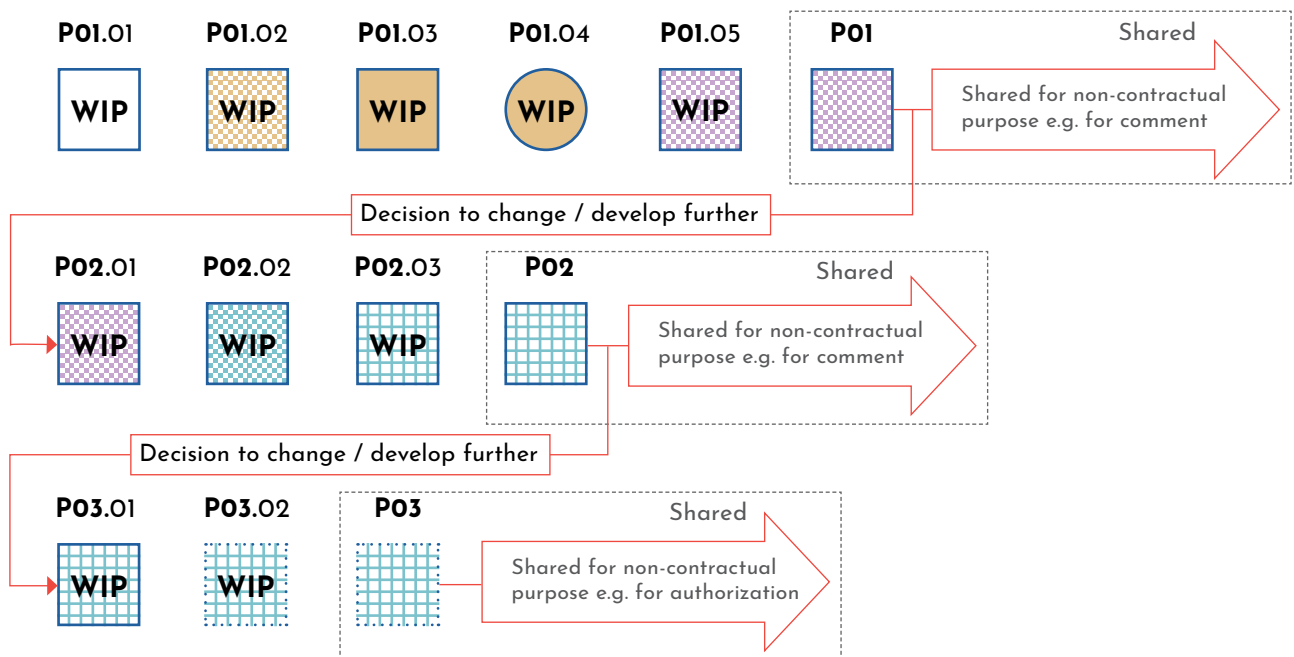 P01.01 P01.02 P01.03 P01.04 P01.05 P01 Shared
WIP WIP WIP WIP WIP
Shared for non-contractual
purpose e.g. for comment
Decision to change / develop further
P02.01 P02.02 P02.03 P02 Shared
WIP WIP WIP
Shared for non-contractual
purpose e.g. for comment
Decision to change / develop further
P03.01 P03.02 P03 Shared
WIP WIP
Shared for non-contractual
purpose e.g. for authorization